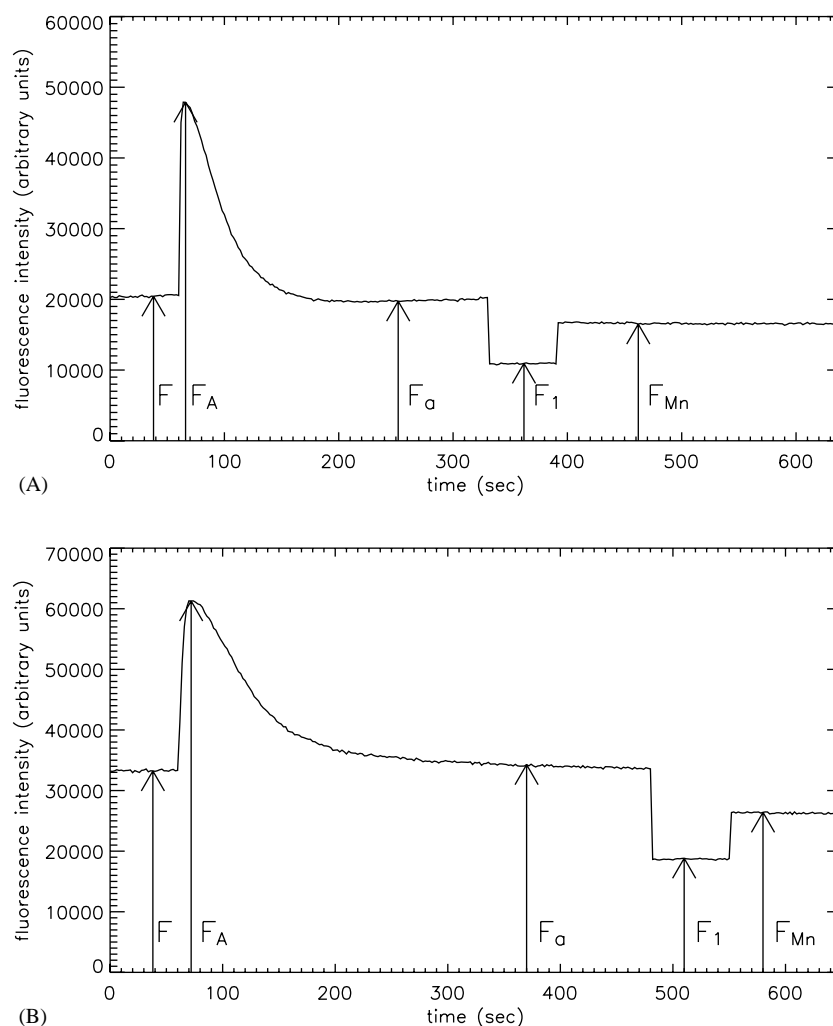 60000
50000
40000
30000
20000
10000
0
fluorescence intensity (arbitrary units)
F
F_A
F_a
F_1
F_Mn
0 100 200 300 400 500 600
time (sec)
(A)
70000
60000
50000
40000
30000
20000
10000
0
fluorescence intensity (arbitrary units)
F
F_A
F_a
F_1
F_Mn
0 100 200 300 400 500 600
time (sec)
(B)